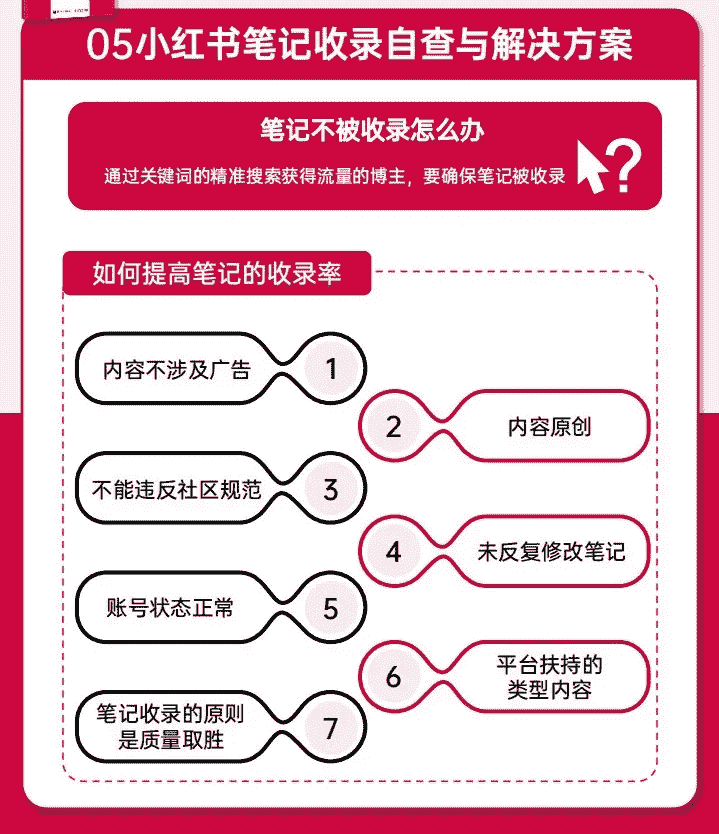 05小红书笔记收录自查与解决方案
笔记不被收录怎么办
通过关键词的精准搜索获得流量的博主，要确保笔记被收录
?
如何提高笔记的收录率
内容不涉及广告
1
2
内容原创
不能违反社区规范
3
4
未反复修改笔记
账号状态正常
5
6
平台扶持的
类型内容
笔记收录的原则
是质量取胜
7